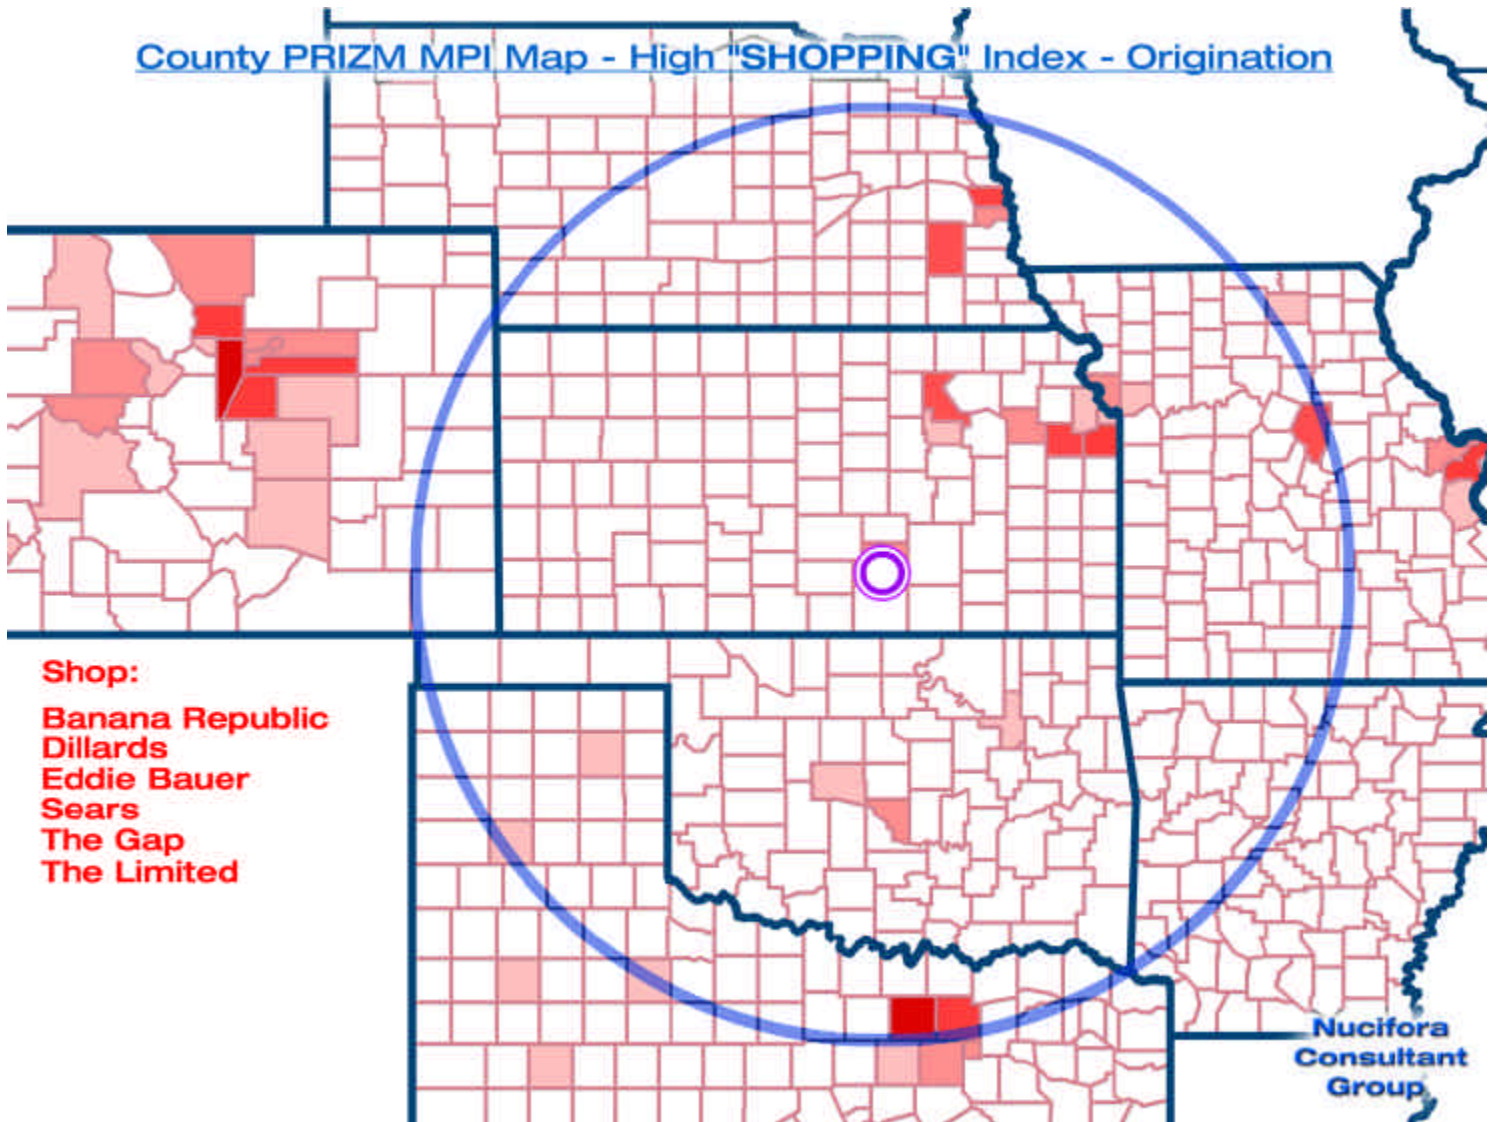 County PRIZM MPI Map - High "SHOPPING" Index - Origination
Shop:
Banana Republic
Dillards
Eddie Bauer
Sears
The Gap
The Limited
Nucifora
Consultant
Group